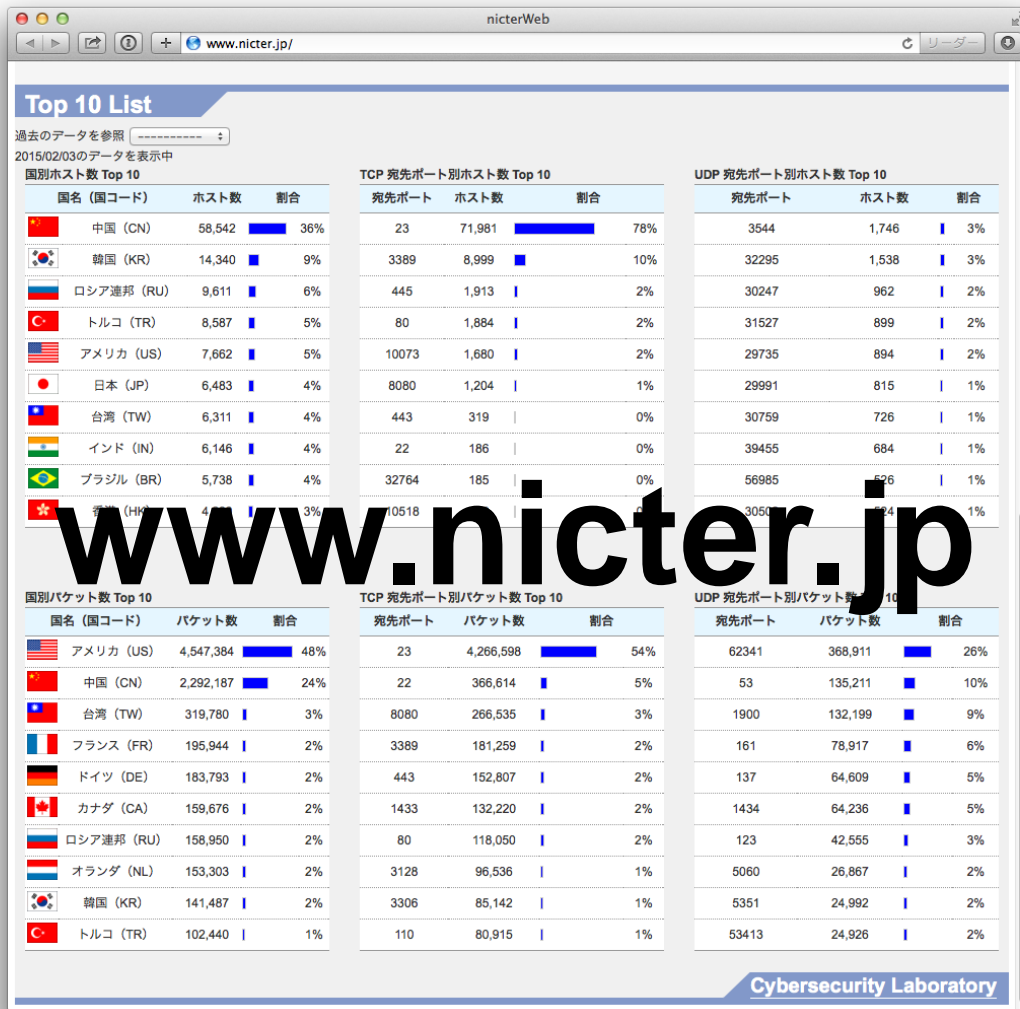 nicterWeb
www.nicter.jp/
リーダー
Top 10 List
過去のデータを参照 ----------
2015/02/03のデータを表示中
国別ホスト数 Top 10
国名（国コード） ホスト数 割合
中国（CN） 58,542 36%
韓国（KR） 14,340 9%
ロシア連邦（RU） 9,611 6%
トルコ（TR） 8,587 5%
アメリカ（US） 7,662 5%
日本（JP） 6,483 4%
台湾（TW） 6,311 4%
インド（IN） 6,146 4%
ブラジル（BR） 5,738 4%
香港（HK） 3%
TCP 宛先ポート別ホスト数 Top 10
宛先ポート ホスト数 割合
23 71,981 78%
3389 8,999 10%
445 1,913 2%
80 1,884 2%
10073 1,680 2%
8080 1,204 1%
443 319 0%
22 186 0%
32764 185 0%
10518
UDP 宛先ポート別ホスト数 Top 10
宛先ポート ホスト数 割合
3544 1,746 3%
32295 1,538 3%
30247 962 2%
31527 899 2%
29735 894 2%
29991 815 1%
30759 726 1%
39455 684 1%
56985 526 1%
524 1%
www.nicter.jp
国別パケット数 Top 10
国名（国コード） パケット数 割合
アメリカ（US） 4,547,384 48%
中国（CN） 2,292,187 24%
台湾（TW） 319,780 3%
フランス（FR） 195,944 2%
ドイツ（DE） 183,793 2%
カナダ（CA） 159,676 2%
ロシア連邦（RU） 158,950 2%
オランダ（NL） 153,303 2%
韓国（KR） 141,487 2%
トルコ（TR） 102,440 1%
TCP 宛先ポート別パケット数 Top 10
宛先ポート パケット数 割合
23 4,266,598 54%
22 366,614 5%
8080 266,535 3%
3389 181,259 2%
443 152,807 2%
1433 132,220 2%
80 118,050 2%
3128 96,536 1%
3306 85,142 1%
110 80,915 1%
UDP 宛先ポート別パケット数 Top 10
宛先ポート パケット数 割合
62341 368,911 26%
53 135,211 10%
1900 132,199 9%
161 78,917 6%
137 64,609 5%
1434 64,236 5%
123 42,555 3%
5060 26,867 2%
5351 24,992 2%
53413 24,926 2%
Cybersecurity Laboratory